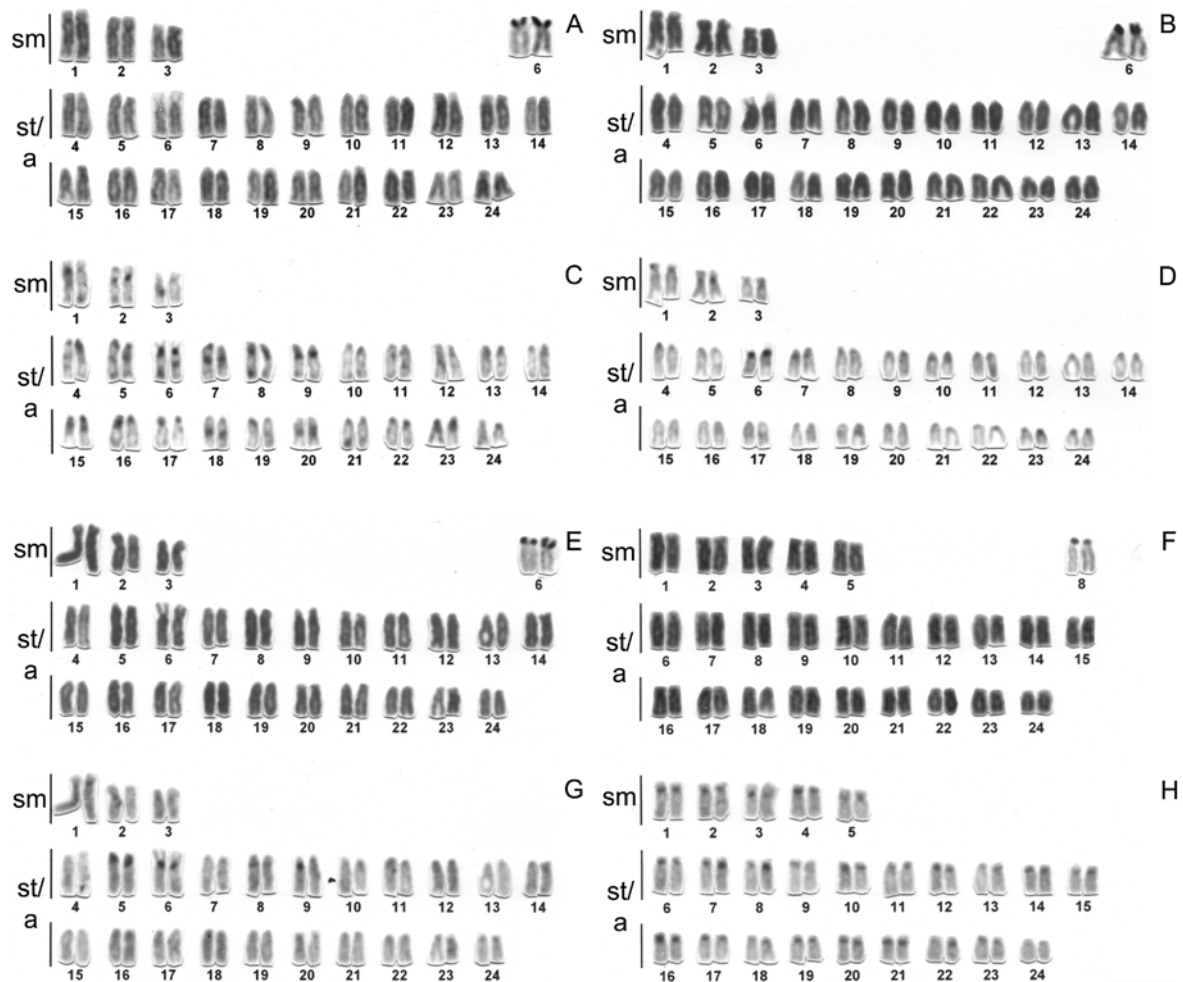 sm 1 2 3 6 A
st/ 4 5 6 7 8 9 10 11 12 13 14
a 15 16 17 18 19 20 21 22 23 24
sm 1 2 3 6 B
st/ 4 5 6 7 8 9 10 11 12 13 14
a 15 16 17 18 19 20 21 22 23 24
sm 1 2 3 C
st/ 4 5 6 7 8 9 10 11 12 13 14
a 15 16 17 18 19 20 21 22 23 24
sm 1 2 3 D
st/ 4 5 6 7 8 9 10 11 12 13 14
a 15 16 17 18 19 20 21 22 23 24
sm 1 2 3 6 E
st/ 4 5 6 7 8 9 10 11 12 13 14
a 15 16 17 18 19 20 21 22 23 24
sm 1 2 3 4 5 8 F
st/ 6 7 8 9 10 11 12 13 14 15
a 16 17 18 19 20 21 22 23 24
sm 1 2 3 G
st/ 4 5 6 7 8 9 10 11 12 13 14
a 15 16 17 18 19 20 21 22 23 24
sm 1 2 3 4 5 H
st/ 6 7 8 9 10 11 12 13 14 15
a 16 17 18 19 20 21 22 23 24